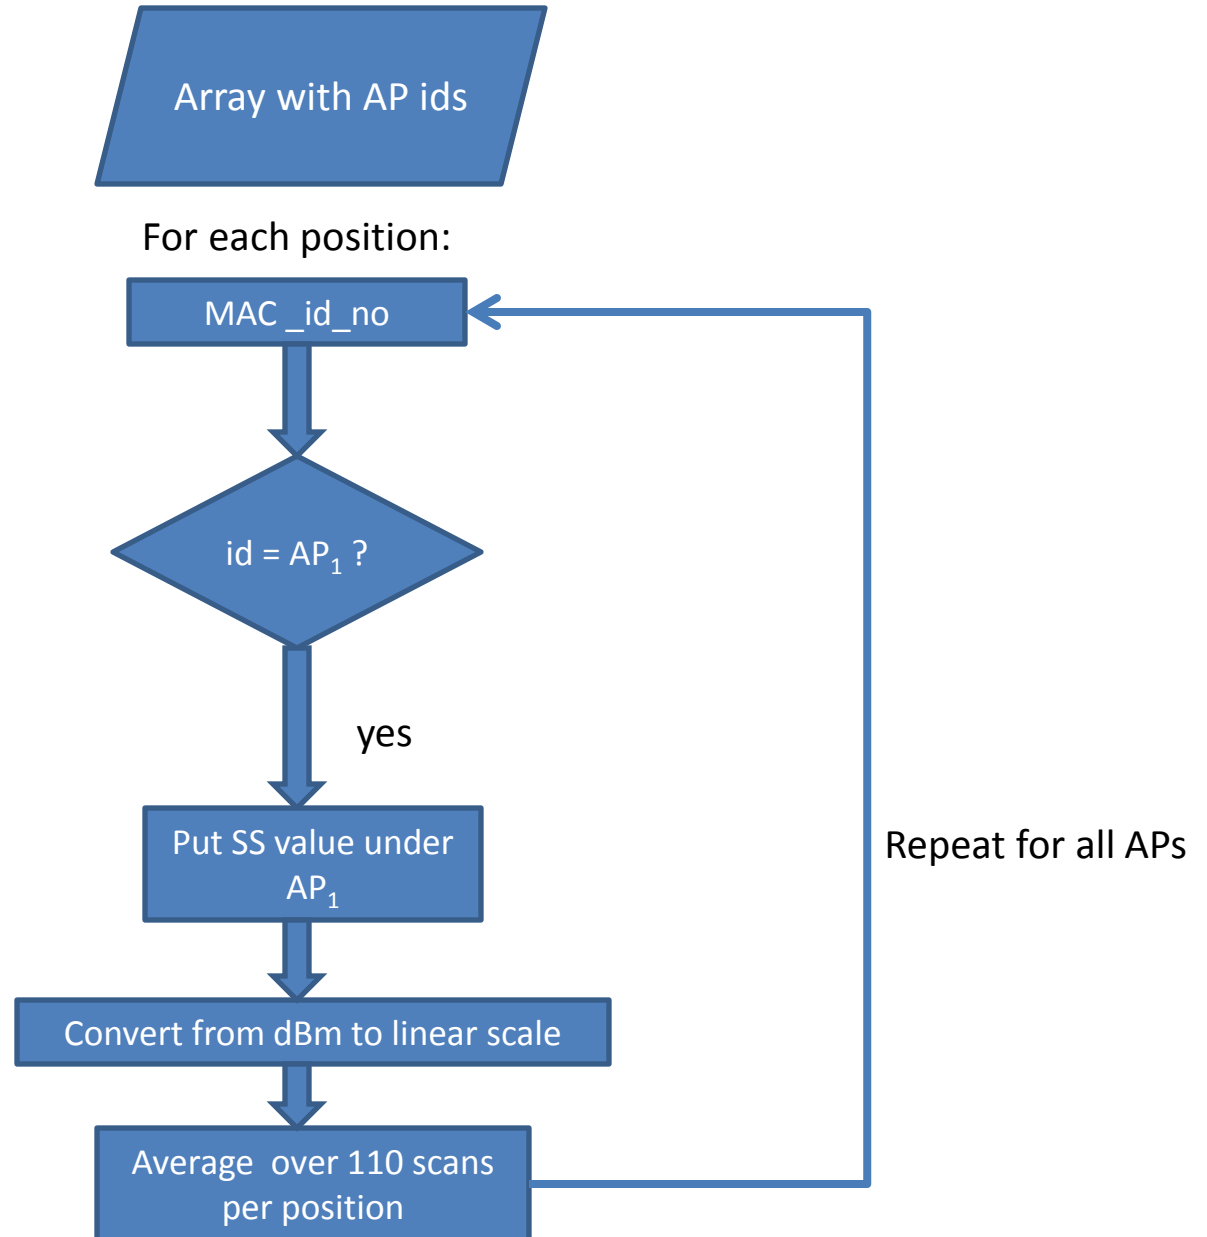 Array with AP ids
For each position:
MAC _id_no
id = AP₁ ?
yes
Put SS value under
AP₁
Repeat for all APs
Convert from dBm to linear scale
Average  over 110 scans
per position